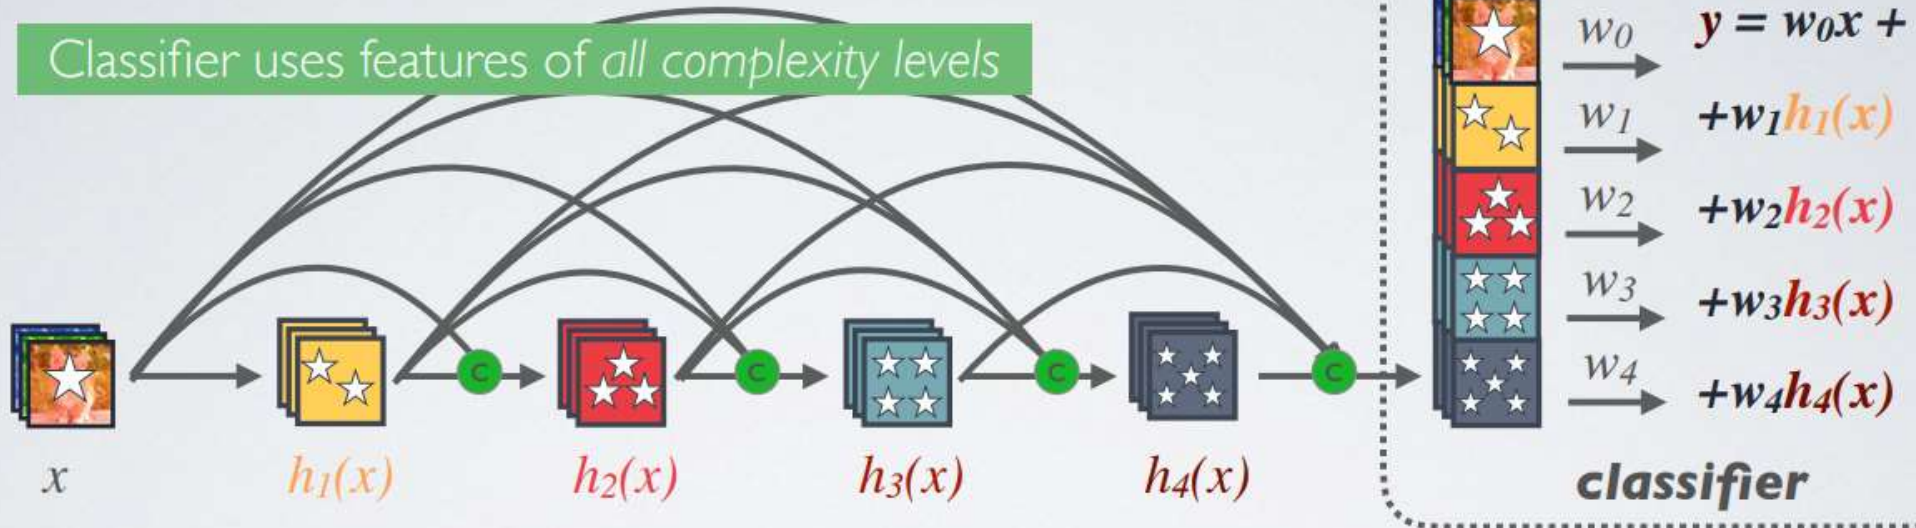 Classifier uses features of all complexity levels
C
C
C
C
x
h1(x)
h2(x)
h3(x)
h4(x)
w0
y = w0x +
w1
+w1h1(x)
w2
+w2h2(x)
w3
+w3h3(x)
w4
+w4h4(x)
classifier